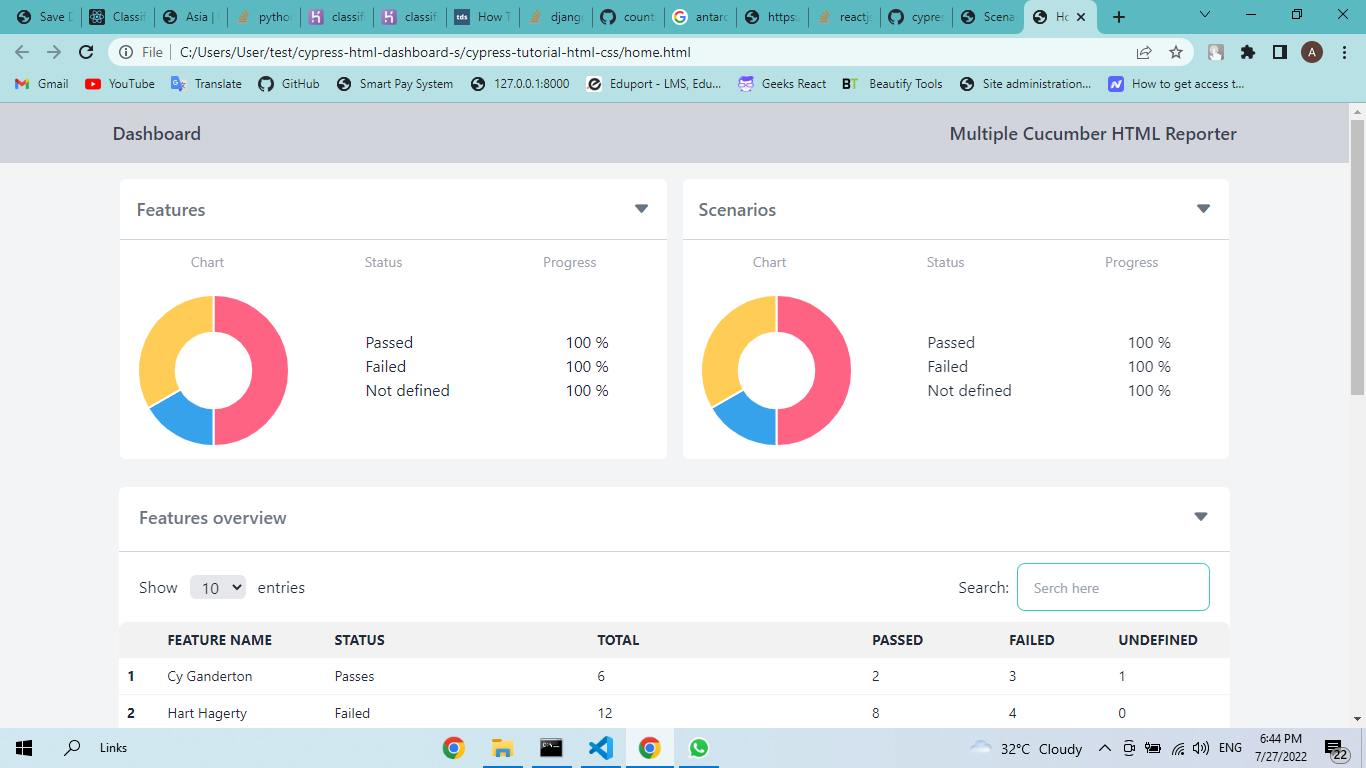 Save D Classif Asia | pytho classifi classifi tds How T djang count antarc https: reactjs cypres Scena Ho
File C:/Users/User/test/cypress-html-dashboard-s/cypress-tutorial-html-css/home.html A
Gmail YouTube Translate GitHub Smart Pay System 127.0.0.1:8000 Eduport - LMS, Edu... Geeks React BT Beautify Tools Site administration... How to get access t...
Dashboard Multiple Cucumber HTML Reporter
Features Scenarios
Chart Status Progress Chart Status Progress
Passed 100 % Passed 100 %
Failed 100 % Failed 100 %
Not defined 100 % Not defined 100 %
Features overview
Show 10 entries Search: Serch here
FEATURE NAME STATUS TOTAL PASSED FAILED UNDEFINED
1 Cy Ganderton Passes 6 2 3 1
2 Hart Hagerty Failed 12 8 4 0
Links 32°C Cloudy ENG 6:44 PM
7/27/2022 22